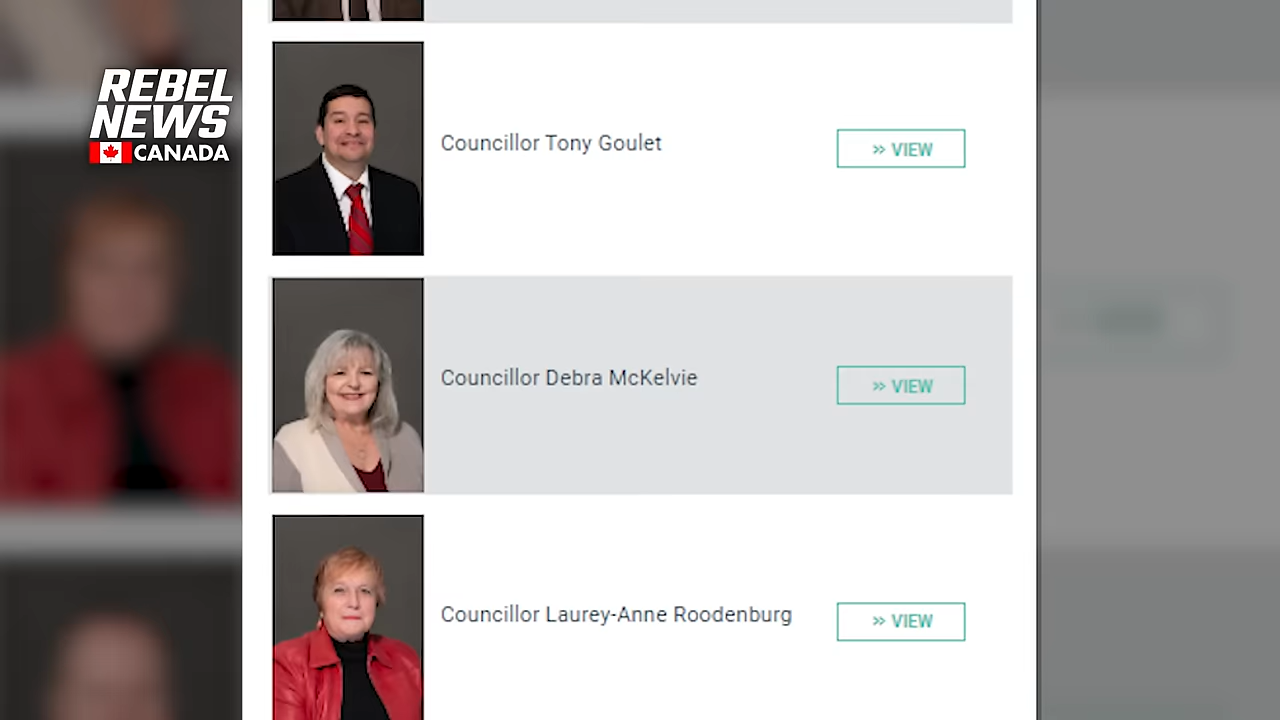 REBEL
NEWS
CANADA
Councillor Tony Goulet
» VIEW
Councillor Debra McKelvie
» VIEW
Councillor Laurey-Anne Roodenburg
» VIEW